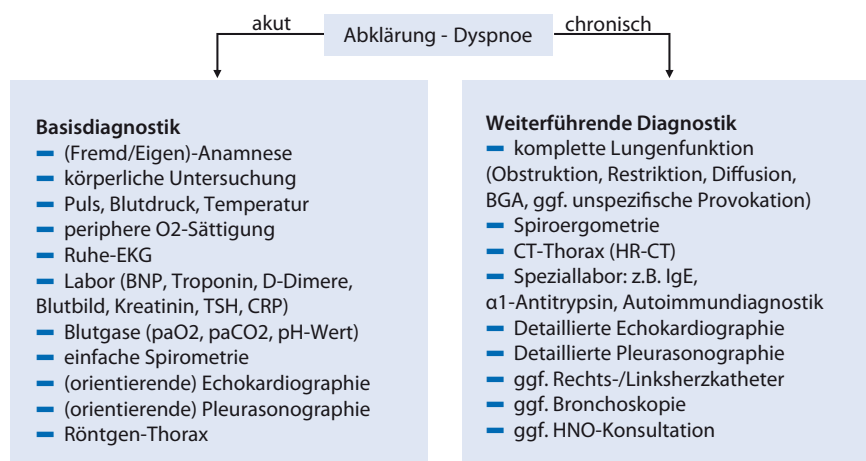 akut
Abklärung - Dyspnoe
chronisch
Basisdiagnostik
(Fremd/Eigen)-Anamnese
körperliche Untersuchung
Puls, Blutdruck, Temperatur
periphere O2-Sättigung
Ruhe-EKG
Labor (BNP, Troponin, D-Dimere,
Blutbild, Kreatinin, TSH, CRP)
Blutgase (paO2, paCO2, pH-Wert)
einfache Spirometrie
(orientierende) Echokardiographie
(orientierende) Pleurasonographie
Röntgen-Thorax
Weiterführende Diagnostik
komplette Lungenfunktion
(Obstruktion, Restriktion, Diffusion,
BGA, ggf. unspezifische Provokation)
Spiroergometrie
CT-Thorax (HR-CT)
Speziallabor: z.B. IgE,
α1-Antitrypsin, Autoimmundiagnostik
Detaillierte Echokardiographie
Detaillierte Pleurasonographie
ggf. Rechts-/Linksherzkatheter
ggf. Bronchoskopie
ggf. HNO-Konsultation